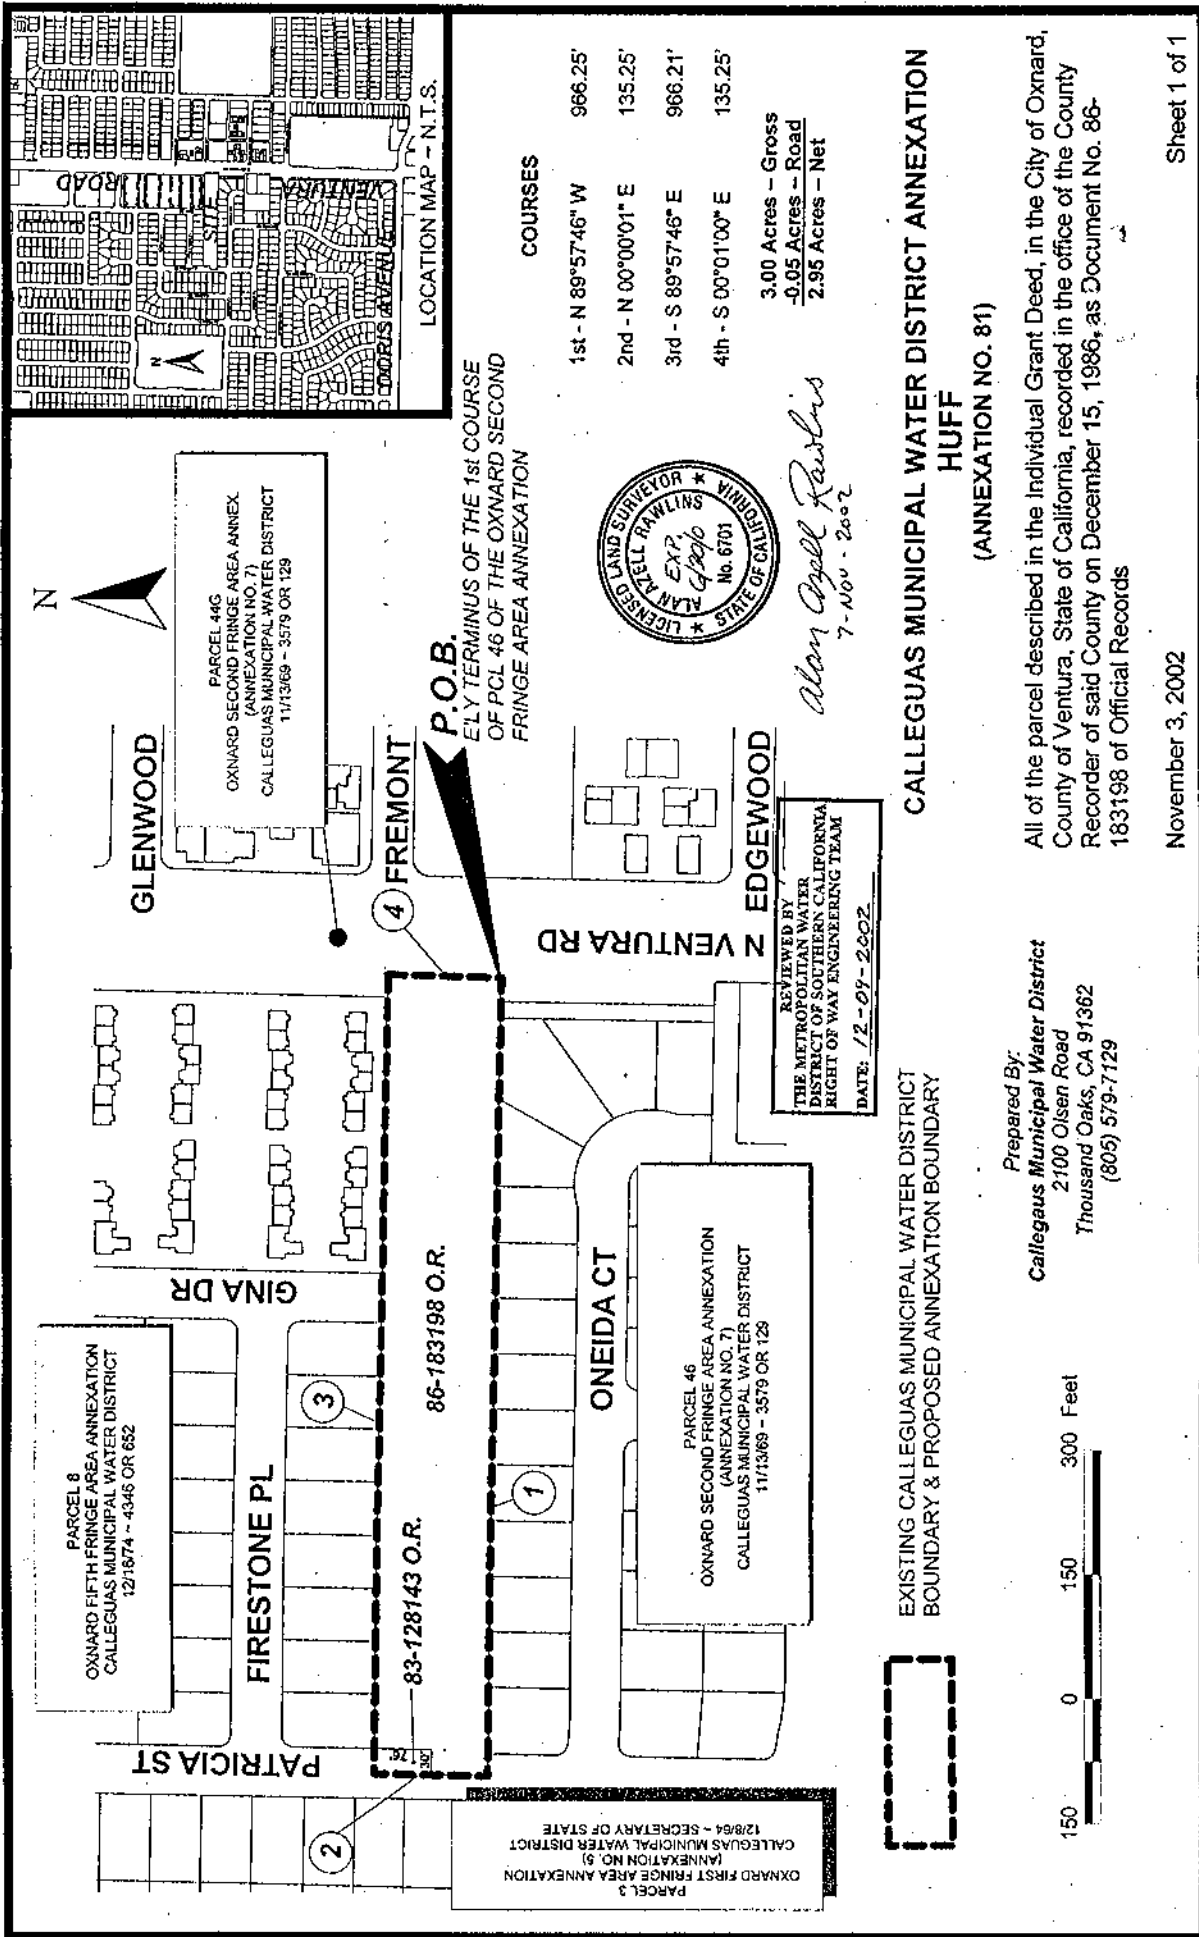 LOCATION MAP ~ N.T.S.
VENTURA ROAD
SITE
DORIS AVENUE
N
N
PARCEL 8
OXNARD FIFTH FRINGE AREA ANNEXATION
CALLEGUAS MUNICIPAL WATER DISTRICT
12/16/74 ~ 4346 OR 652
PARCEL 44G
OXNARD SECOND FRINGE AREA ANNEX.
(ANNEXATION NO. 7)
CALLEGUAS MUNICIPAL WATER DISTRICT
11/13/69 ~ 3579 OR 129
GLENWOOD
PATRICIA ST
FIRESTONE PL
GINA DR
FREMONT
P.O.B.
E'LY TERMINUS OF THE 1st COURSE
OF PCL 46 OF THE OXNARD SECOND
FRINGE AREA ANNEXATION
2
3
4
1
76'
30'
83-128143 O.R.
86-183198 O.R.
N VENTURA RD
ONEIDA CT
EDGEWOOD
PARCEL 3
OXNARD FIRST FRINGE AREA ANNEXATION
(ANNEXATION NO. 5)
CALLEGUAS MUNICIPAL WATER DISTRICT
12/8/64 ~ SECRETARY OF STATE
PARCEL 46
OXNARD SECOND FRINGE AREA ANNEXATION
(ANNEXATION NO. 7)
CALLEGUAS MUNICIPAL WATER DISTRICT
11/13/69 ~ 3579 OR 129
COURSES
1st - N 89°57'46" W 966.25'
2nd - N 00°00'01" E 135.25'
3rd - S 89°57'46" E 966.21'
4th - S 00°01'00" E 135.25'
3.00 Acres ~ Gross
-0.05 Acres ~ Road
2.95 Acres ~ Net
LICENSED LAND SURVEYOR
ALAN AZELL RAWLINS
EXP.
6/30/0
No. 6701
STATE OF CALIFORNIA
Alan Azell Rawlins
7-Nov-2002
REVIEWED BY
THE METROPOLITAN WATER
DISTRICT OF SOUTHERN CALIFORNIA
RIGHT OF WAY ENGINEERING TEAM
DATE: 12-09-2002
EXISTING CALLEGUAS MUNICIPAL WATER DISTRICT
BOUNDARY & PROPOSED ANNEXATION BOUNDARY
150 0 150 300 Feet
Prepared By:
Callegaus Municipal Water District
2100 Olsen Road
Thousand Oaks, CA 91362
(805) 579-7129
CALLEGUAS MUNICIPAL WATER DISTRICT ANNEXATION
HUFF
(ANNEXATION NO. 81)
All of the parcel described in the Individual Grant Deed, in the City of Oxnard,
County of Ventura, State of California, recorded in the office of the County
Recorder of said County on December 15, 1986, as Document No. 86-
183198 of Official Records
November 3, 2002
Sheet 1 of 1